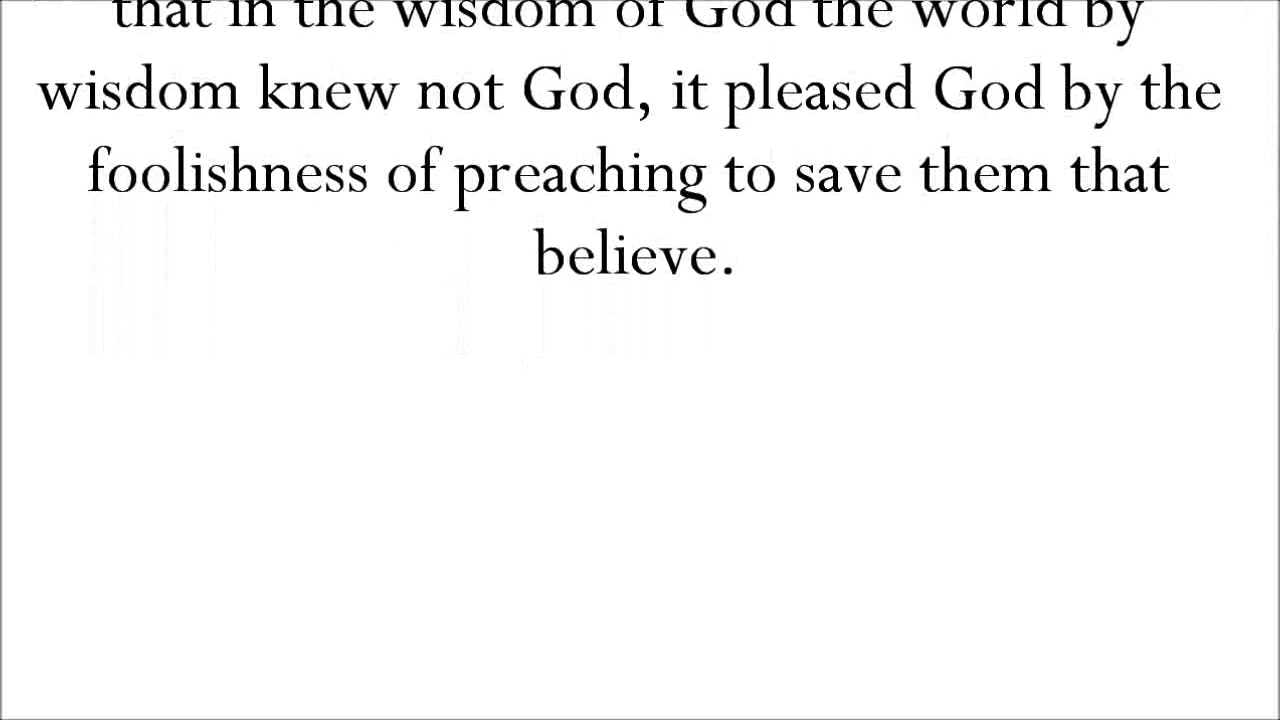 that in the wisdom of God the world by
wisdom knew not God, it pleased God by the
foolishness of preaching to save them that
believe.